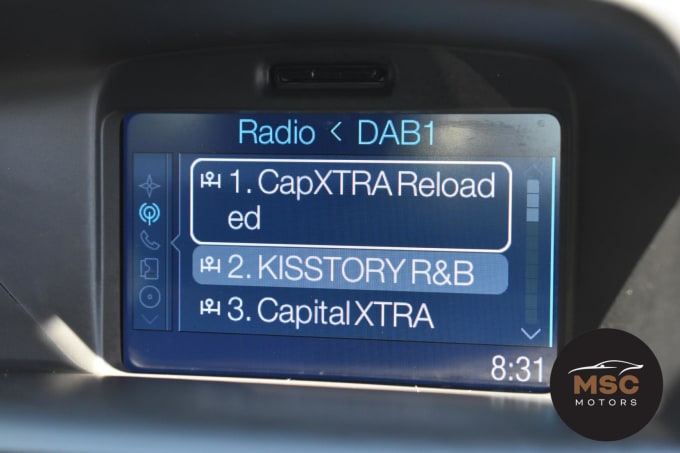 Radio < DAB1
1. CapXTRA Reload
ed
2. KISSTORY R&B
3. Capital XTRA
8:31
MSC
MOTORS